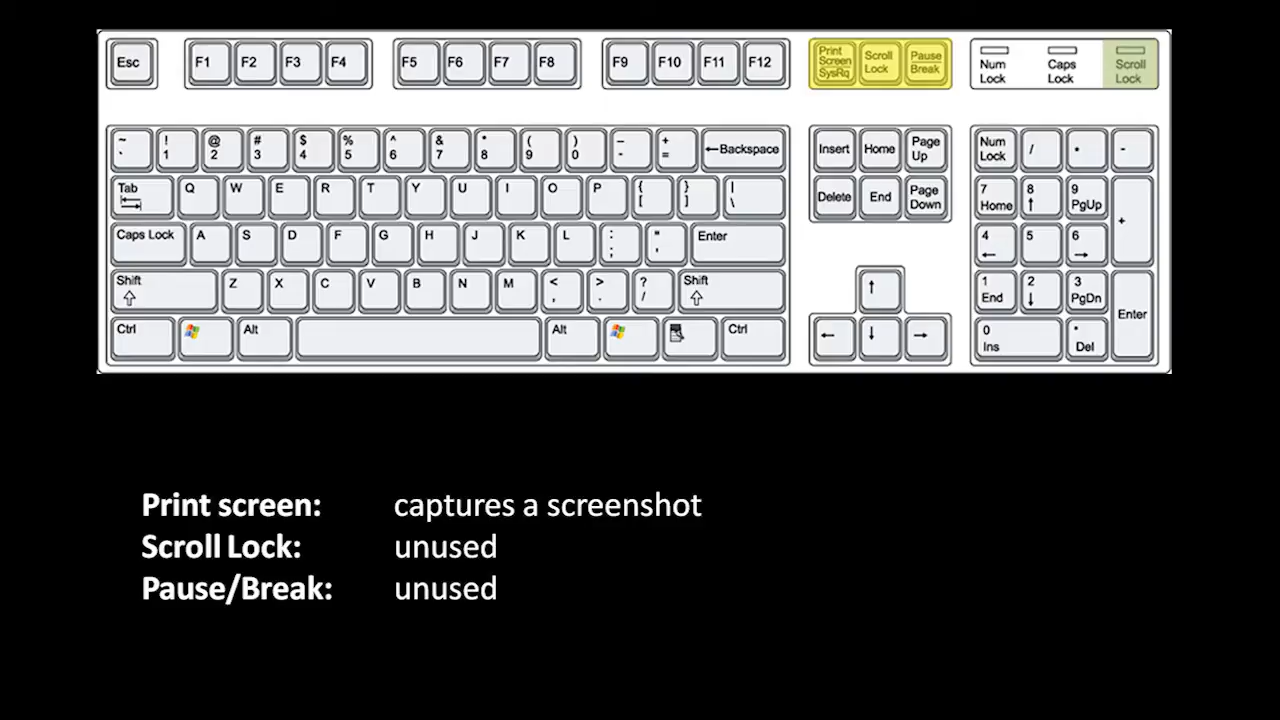 Esc F1 F2 F3 F4 F5 F6 F7 F8 F9 F10 F11 F12 Print Screen SysRq Scroll Lock Pause Break Num Lock Caps Lock Scroll Lock
~ ` ! 1 @ 2 # 3 $ 4 % 5 ^ 6 & 7 * 8 ( 9 ) 0 – - + = ←Backspace Insert Home Page Up Num Lock / * -
Tab Q W E R T Y U I O P { [ } ] | \ Delete End Page Down 7 Home 8 ↑ 9 PgUp +
Caps Lock A S D F G H J K L : ; " ' Enter 4 ← 5 6 →
Shift ⇧ Z X C V B N M < , > . ? / Shift ⇧ ↑ 1 End 2 ↓ 3 PgDn Enter
Ctrl Alt Alt Ctrl ← ↓ → 0 Ins . Del
Print screen: captures a screenshot
Scroll Lock: unused
Pause/Break: unused